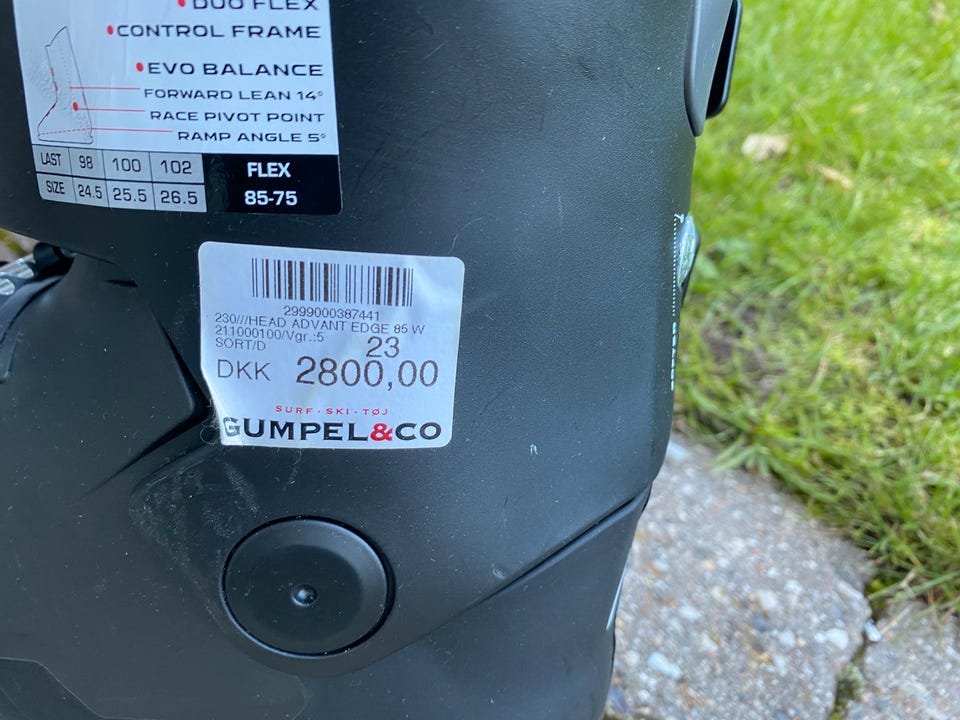 DUO FLEX
CONTROL FRAME
EVO BALANCE
FORWARD LEAN 14°
RACE PIVOT POINT
RAMP ANGLE 5°
LAST 98 100 102
SIZE 24.5 25.5 26.5
FLEX
85-75
2999000387441
230///HEAD ADVANT EDGE 85 W
211000100/Vgr.:5 23
SORT/D
DKK 2800,00
SURF · SKI · TØJ
GUMPEL&CO